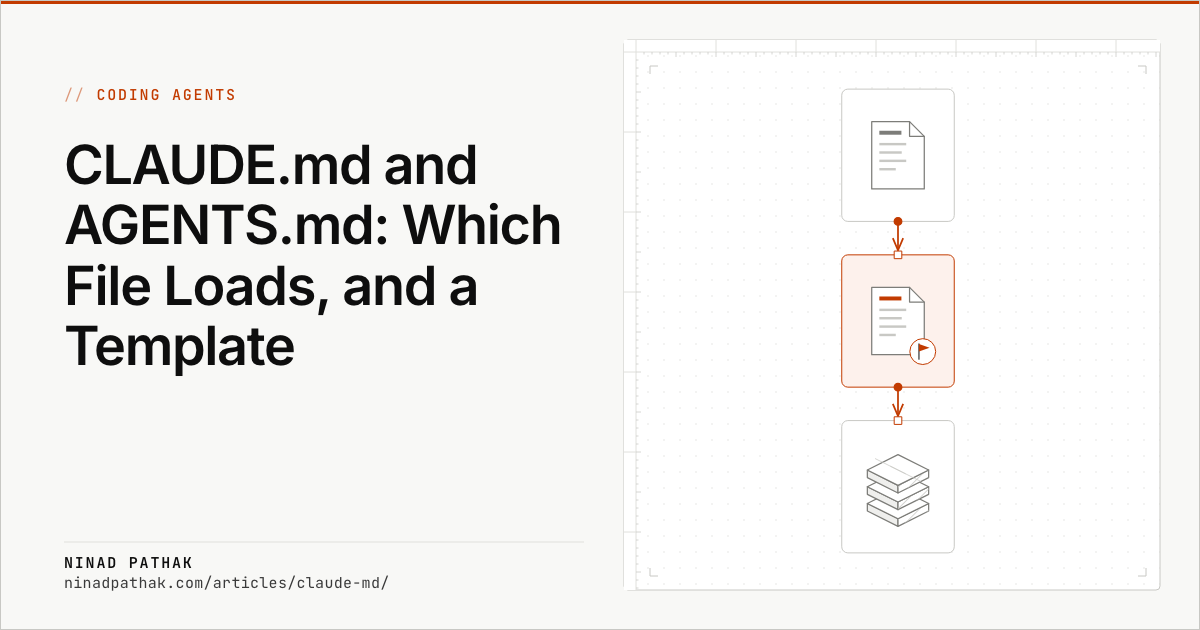 // CODING AGENTS
CLAUDE.md and
AGENTS.md: Which
File Loads, and a
Template
NINAD PATHAK
ninadpathak.com/articles/claude-md/